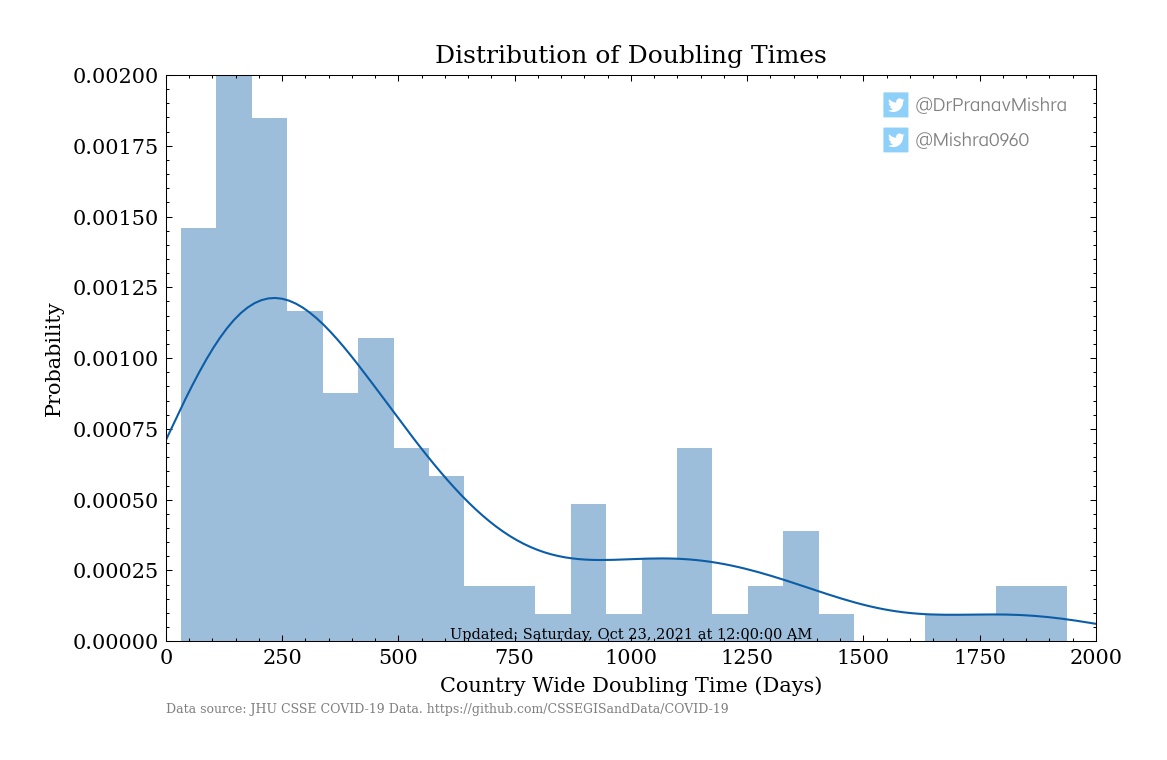 Distribution of Doubling Times
@DrPranavMishra
@Mishra0960
Probability
0.00200
0.00175
0.00150
0.00125
0.00100
0.00075
0.00050
0.00025
0.00000
Updated: Saturday, Oct 23, 2021 at 12:00:00 AM
0 250 500 750 1000 1250 1500 1750 2000
Country Wide Doubling Time (Days)
Data source: JHU CSSE COVID-19 Data. https://github.com/CSSEGISandData/COVID-19